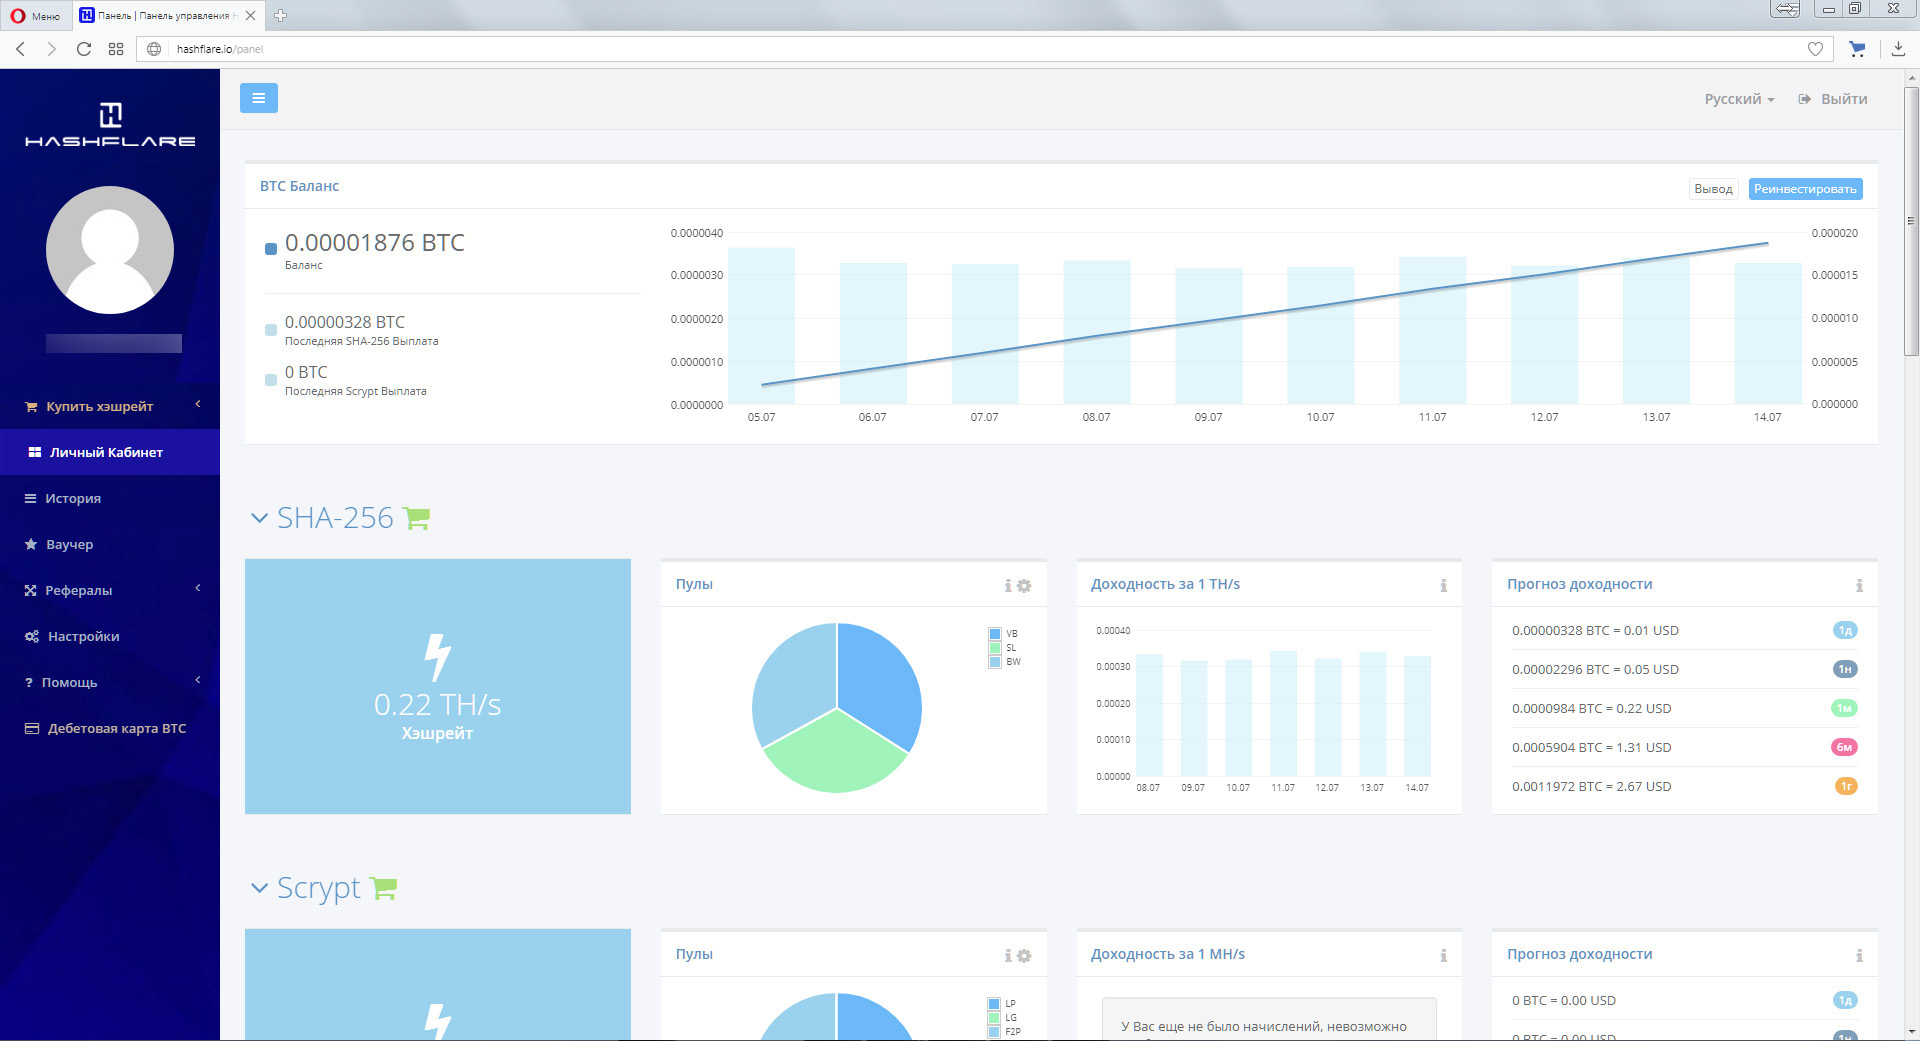 Меню
Панель | Панель управления
hashflare.io/panel
HASHFLARE
Русский
Выйти
Купить хэшрейт
Личный Кабинет
История
Ваучер
Рефералы
Настройки
? Помощь
Дебетовая карта BTC
BTC Баланс
Вывод
Реинвестировать
0.00001876 BTC
Баланс
0.00000328 BTC
Последняя SHA-256 Выплата
0 BTC
Последняя Scrypt Выплата
0.0000040
0.0000030
0.0000020
0.0000010
0.0000000
0.000020
0.000015
0.000010
0.000005
0.000000
05.07 06.07 07.07 08.07 09.07 10.07 11.07 12.07 13.07 14.07
SHA-256
0.22 TH/s
Хэшрейт
Пулы
VB
SL
BW
Доходность за 1 TH/s
0.00040
0.00030
0.00020
0.00010
0.00000
08.07 09.07 10.07 11.07 12.07 13.07 14.07
Прогноз доходности
0.00000328 BTC = 0.01 USD 1д
0.00002296 BTC = 0.05 USD 1н
0.0000984 BTC = 0.22 USD 1м
0.0005904 BTC = 1.31 USD 6м
0.0011972 BTC = 2.67 USD 1г
Scrypt
Пулы
LP
LG
F2P
Доходность за 1 MH/s
У Вас еще не было начислений, невозможно
Прогноз доходности
0 BTC = 0.00 USD 1д
0 BTC = 0.00 USD 1н